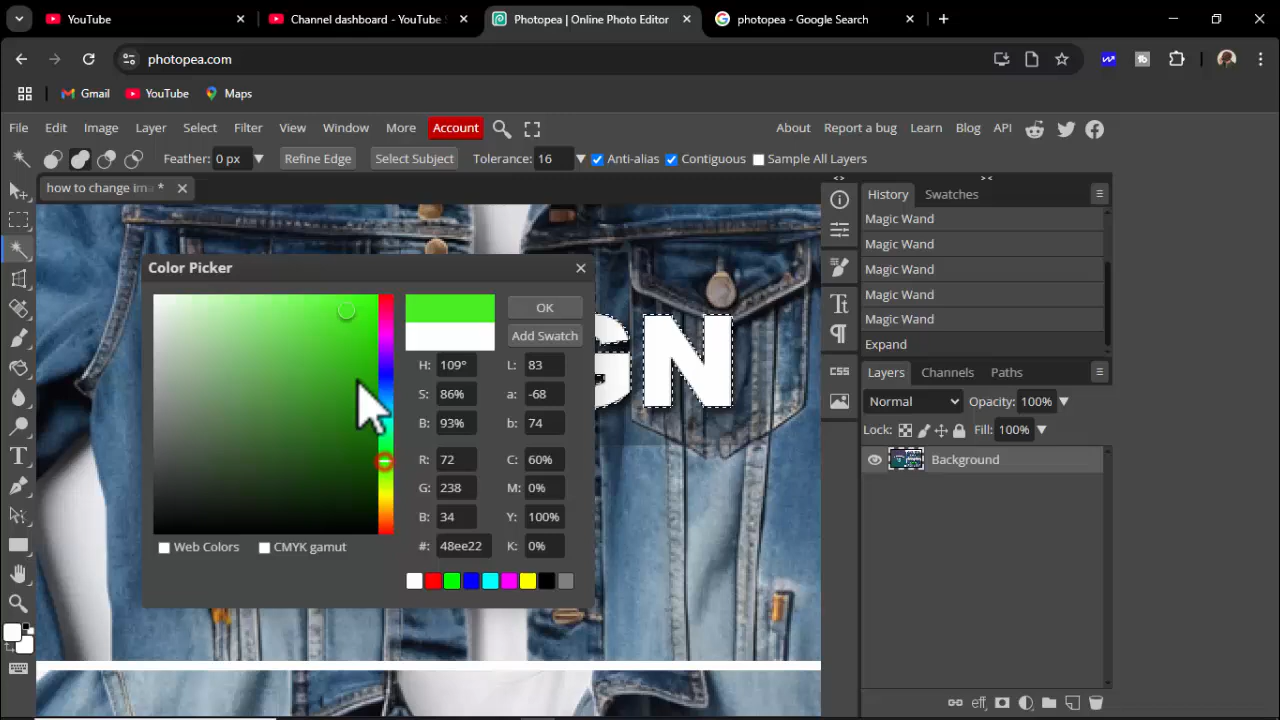 YouTube
Channel dashboard - YouTube
Photopea | Online Photo Editor
photopea - Google Search
photopea.com
Gmail
YouTube
Maps
File Edit Image Layer Select Filter View Window More Account
About Report a bug Learn Blog API
Feather: 0 px Refine Edge Select Subject Tolerance: 16 Anti-alias Contiguous Sample All Layers
how to change ima *
History Swatches
Magic Wand
Magic Wand
Magic Wand
Magic Wand
Magic Wand
Expand
Layers Channels Paths
Normal Opacity: 100%
Lock: Fill: 100%
Background
CSS
eff
GN
Color Picker
OK
Add Swatch
H: 109° L: 83
S: 86% a: -68
B: 93% b: 74
R: 72 C: 60%
G: 238 M: 0%
B: 34 Y: 100%
#: 48ee22 K: 0%
Web Colors CMYK gamut